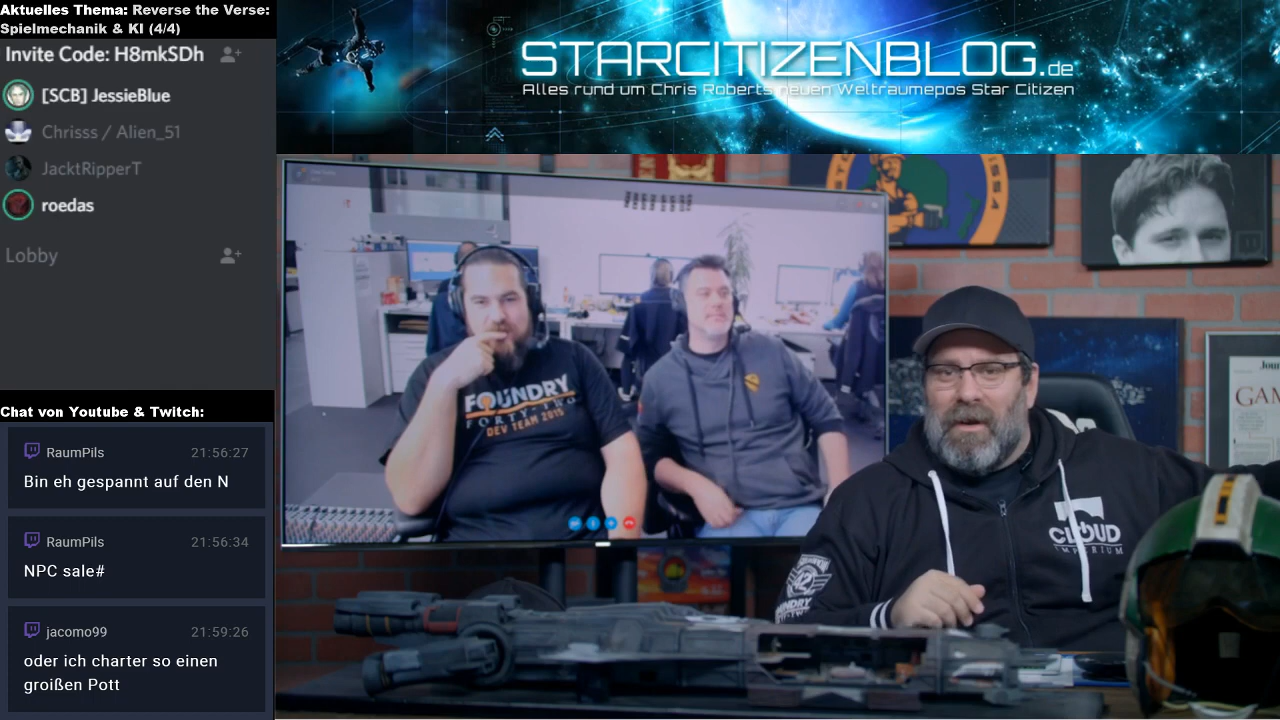 Aktuelles Thema: Reverse the Verse:
Spielmechanik & KI (4/4)
Invite Code: H8mkSDh
[SCB] JessieBlue
Chrisss / Alien_51
JacktRipperT
roedas
Lobby
Chat von Youtube & Twitch:
RaumPils 21:56:27
Bin eh gespannt auf den N
RaumPils 21:56:34
NPC sale#
jacomo99 21:59:26
oder ich charter so einen
groißen Pott
STARCITIZENBLOG.de
Alles rund um Chris Roberts neuen Weltraumepos Star Citizen
FOUNDRY
FORTY-TWO
DEV TEAM 2015
CLOUD
IMPERIUM
42
GAM